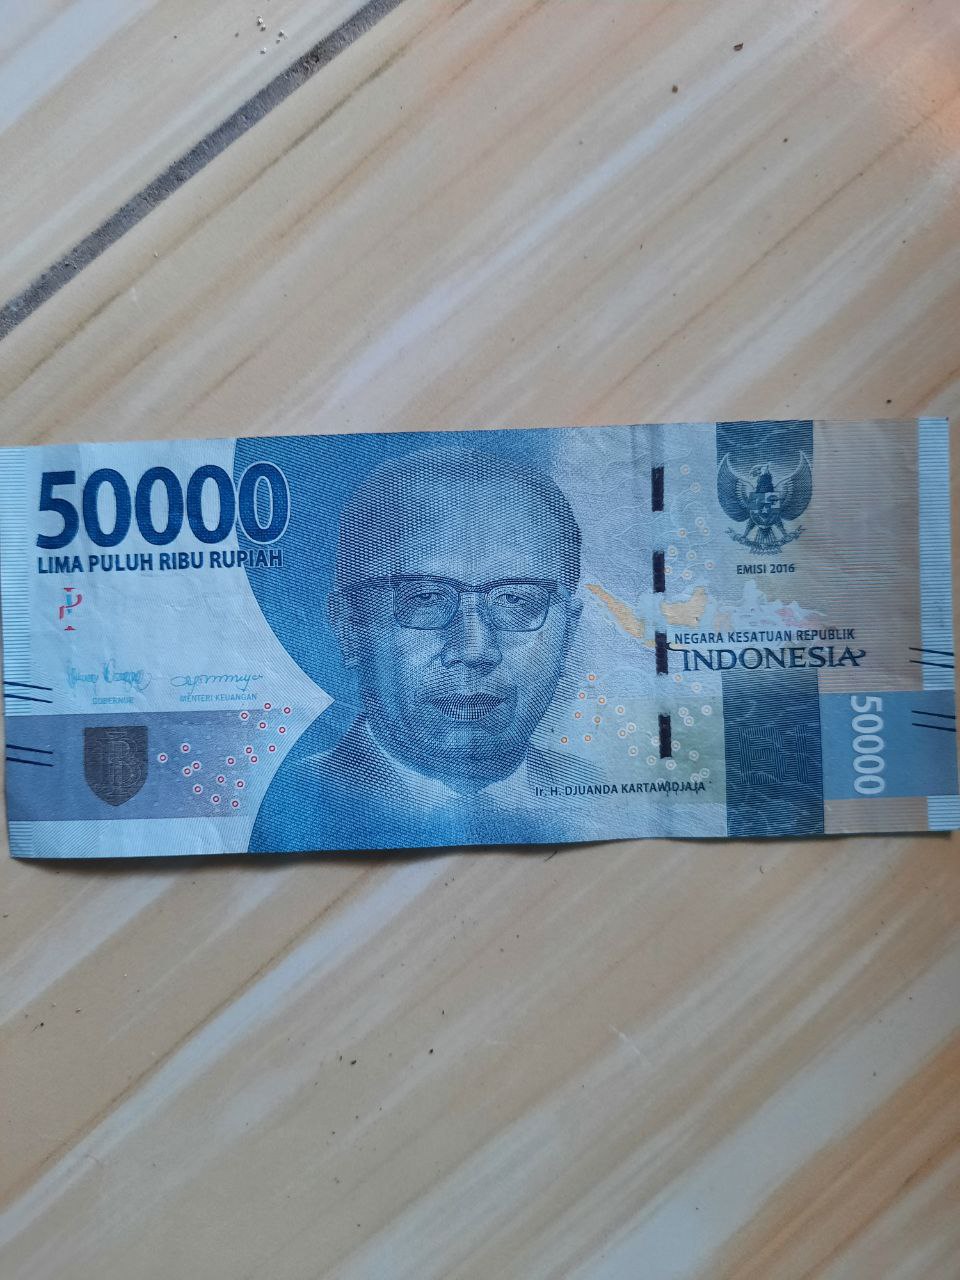 50000
LIMA PULUH RIBU RUPIAH
GUBERNUR
MENTERI KEUANGAN
EMISI 2016
NEGARA KESATUAN REPUBLIK
INDONESIA
50000
Ir. H. DJUANDA KARTAWIDJAJA